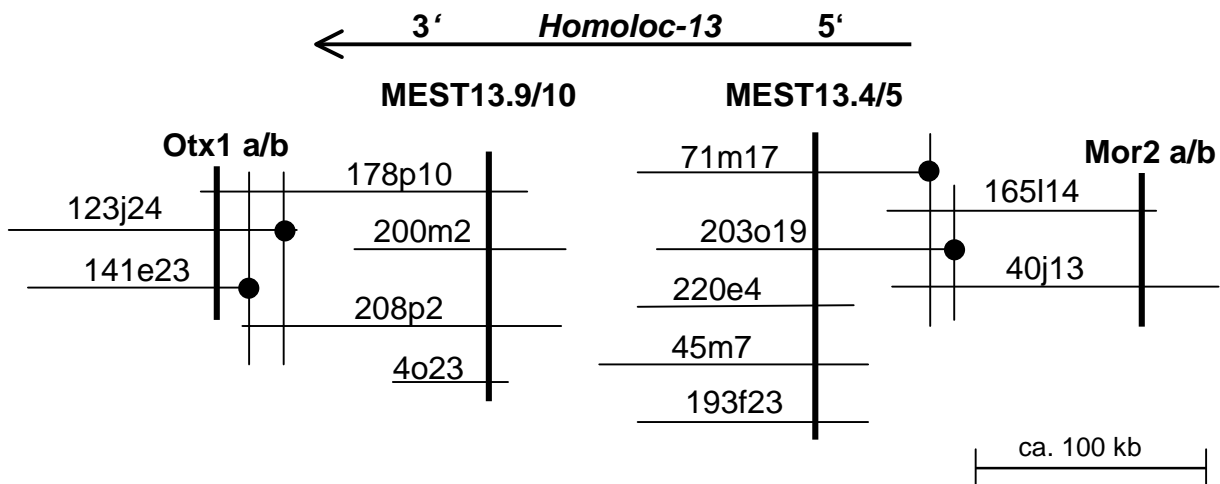 3‘ Homoloc-13 5‘
MEST13.9/10 MEST13.4/5
Otx1 a/b Mor2 a/b
71m17
178p10 165l14
123j24
200m2 203o19
141e23 40j13
208p2 220e4
4o23 45m7
193f23
ca. 100 kb